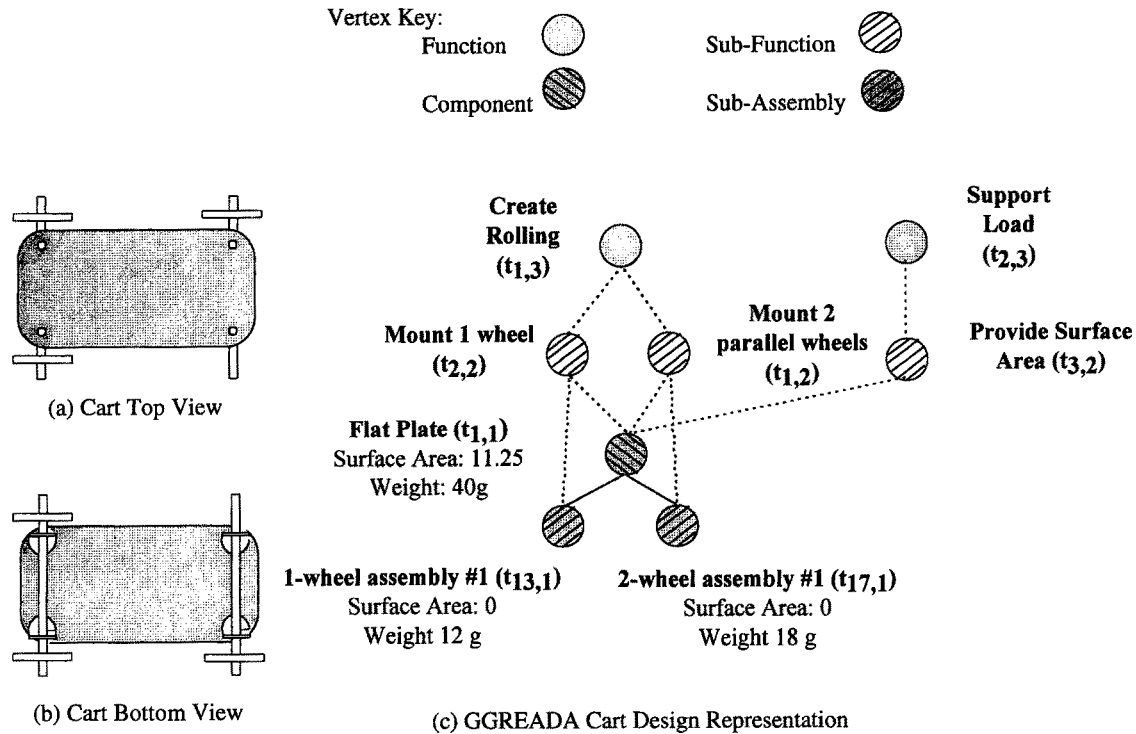 Vertex Key:
Function
Sub-Function
Component
Sub-Assembly
Create
Rolling
(t1,3)
Support
Load
(t2,3)
Mount 1 wheel
(t2,2)
Mount 2
parallel wheels
(t1,2)
Provide Surface
Area (t3,2)
(a) Cart Top View
Flat Plate (t1,1)
Surface Area: 11.25
Weight: 40g
1-wheel assembly #1 (t13,1)
Surface Area: 0
Weight 12 g
2-wheel assembly #1 (t17,1)
Surface Area: 0
Weight 18 g
(b) Cart Bottom View
(c) GGREADA Cart Design Representation